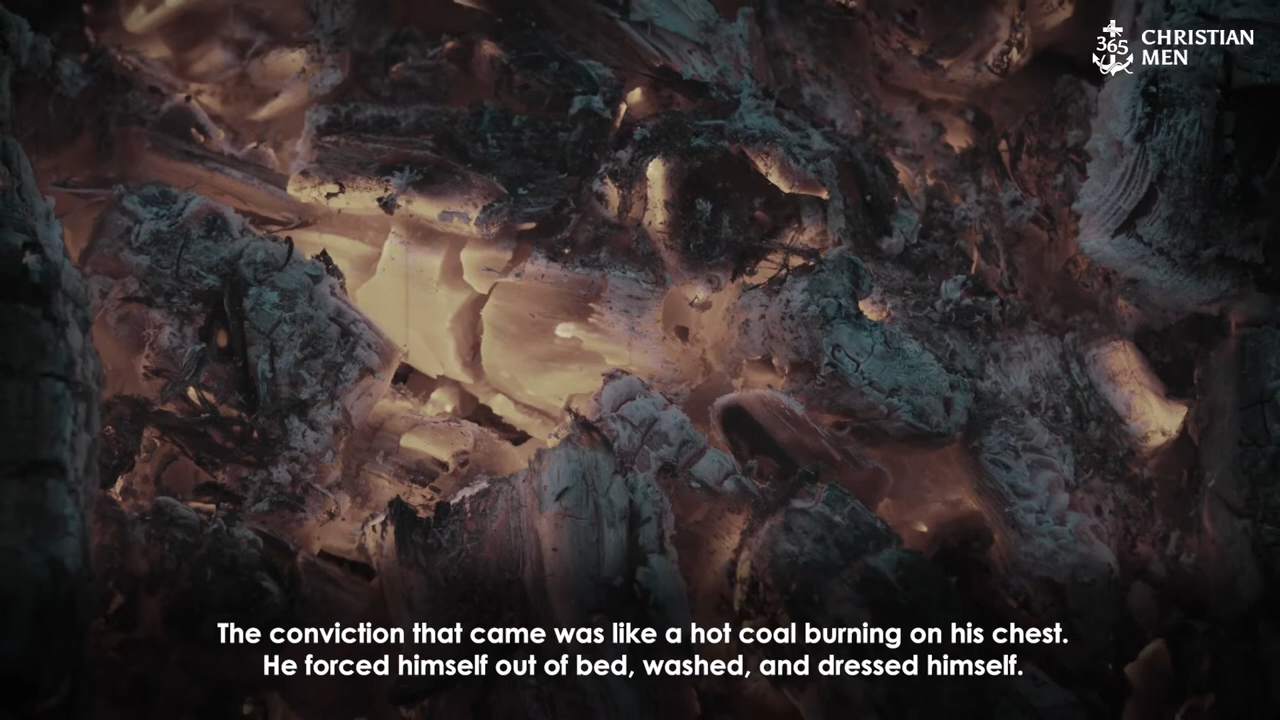 365
CHRISTIAN
MEN
The conviction that came was like a hot coal burning on his chest.
He forced himself out of bed, washed, and dressed himself.